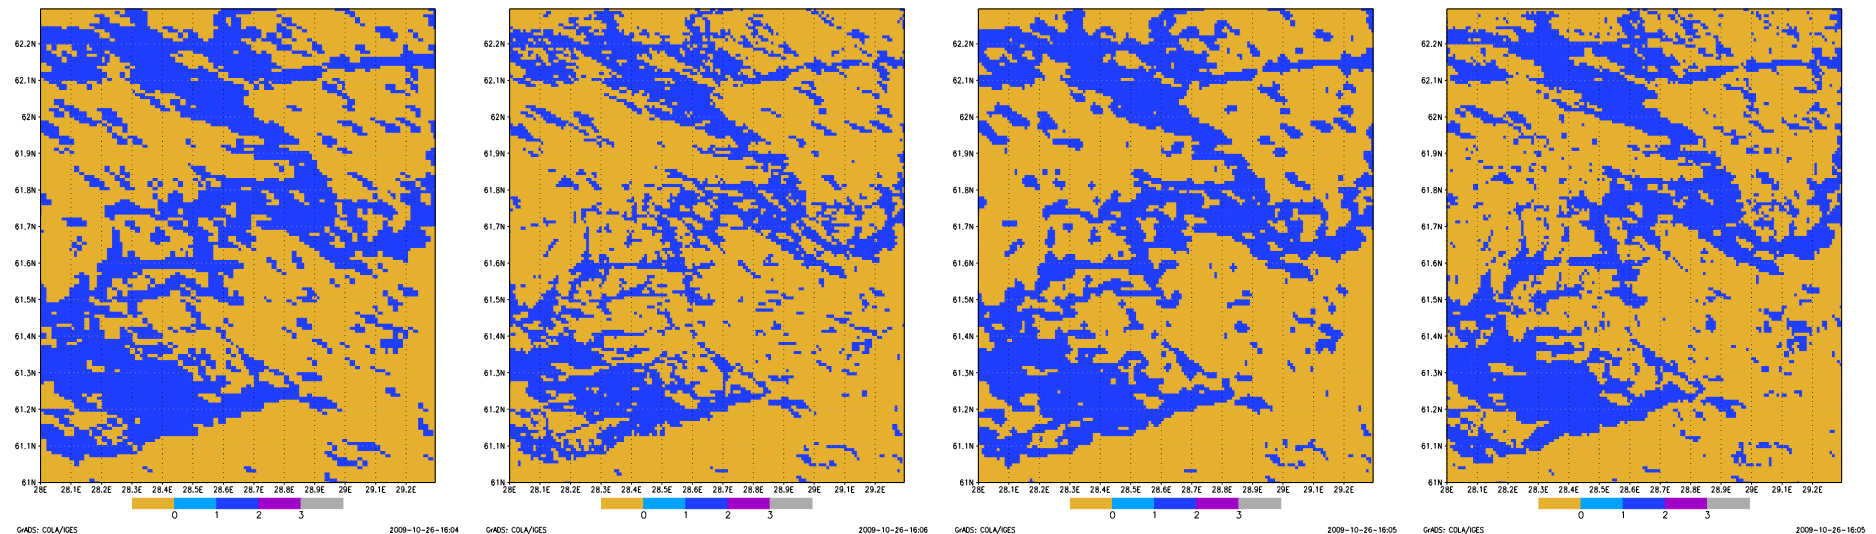 62.2N
62.1N
62N
61.9N
61.8N
61.7N
61.6N
61.5N
61.4N
61.3N
61.2N
61.1N
61N
28E 28.1E 28.2E 28.3E 28.4E 28.5E 28.6E 28.7E 28.8E 28.9E 29E 29.1E 29.2E
0 1 2 3
GrADS: COLA/IGES 2009-10-26-16:04
62.2N
62.1N
62N
61.9N
61.8N
61.7N
61.6N
61.5N
61.4N
61.3N
61.2N
61.1N
61N
28E 28.1E 28.2E 28.3E 28.4E 28.5E 28.6E 28.7E 28.8E 28.9E 29E 29.1E 29.2E
0 1 2 3
GrADS: COLA/IGES 2009-10-26-16:06
62.2N
62.1N
62N
61.9N
61.8N
61.7N
61.6N
61.5N
61.4N
61.3N
61.2N
61.1N
61N
28E 28.1E 28.2E 28.3E 28.4E 28.5E 28.6E 28.7E 28.8E 28.9E 29E 29.1E 29.2E
0 1 2 3
GrADS: COLA/IGES 2009-10-26-16:05
62.2N
62.1N
62N
61.9N
61.8N
61.7N
61.6N
61.5N
61.4N
61.3N
61.2N
61.1N
61N
28E 28.1E 28.2E 28.3E 28.4E 28.5E 28.6E 28.7E 28.8E 28.9E 29E 29.1E 29.2E
0 1 2 3
GrADS: COLA/IGES 2009-10-26-16:05